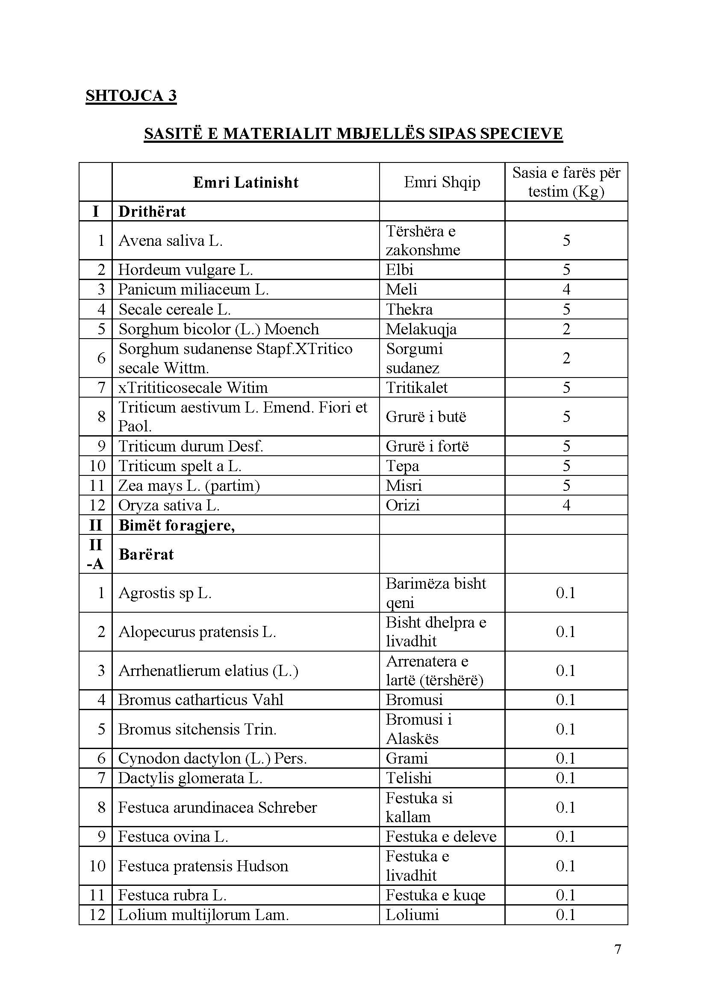 SHTOJCA 3
SASITË E MATERIALIT MBJELLËS SIPAS SPECIEVE
Emri Latinisht Emri Shqip Sasia e farës për
testim (Kg)
I Drithërat
1 Avena saliva L. Tërshëra e
zakonshme 5
2 Hordeum vulgare L. Elbi 5
3 Panicum miliaceum L. Meli 4
4 Secale cereale L. Thekra 5
5 Sorghum bicolor (L.) Moench Melakuqja 2
6 Sorghum sudanense Stapf.XTritico
secale Wittm. Sorgumi
sudanez 2
7 xTrititicosecale Witim Tritikalet 5
8 Triticum aestivum L. Emend. Fiori et
Paol. Grurë i butë 5
9 Triticum durum Desf. Grurë i fortë 5
10 Triticum spelt a L. Tepa 5
11 Zea mays L. (partim) Misri 5
12 Oryza sativa L. Orizi 4
II Bimët foragjere,
II
-A Barërat
1 Agrostis sp L. Barimëza bisht
qeni 0.1
2 Alopecurus pratensis L. Bisht dhelpra e
livadhit 0.1
3 Arrhenatlierum elatius (L.) Arrenatera e
lartë (tërshërë) 0.1
4 Bromus catharticus Vahl Bromusi 0.1
5 Bromus sitchensis Trin. Bromusi i
Alaskës 0.1
6 Cynodon dactylon (L.) Pers. Grami 0.1
7 Dactylis glomerata L. Telishi 0.1
8 Festuca arundinacea Schreber Festuka si
kallam 0.1
9 Festuca ovina L. Festuka e deleve 0.1
10 Festuca pratensis Hudson Festuka e
livadhit 0.1
11 Festuca rubra L. Festuka e kuqe 0.1
12 Lolium multijlorum Lam. Loliumi 0.1
7